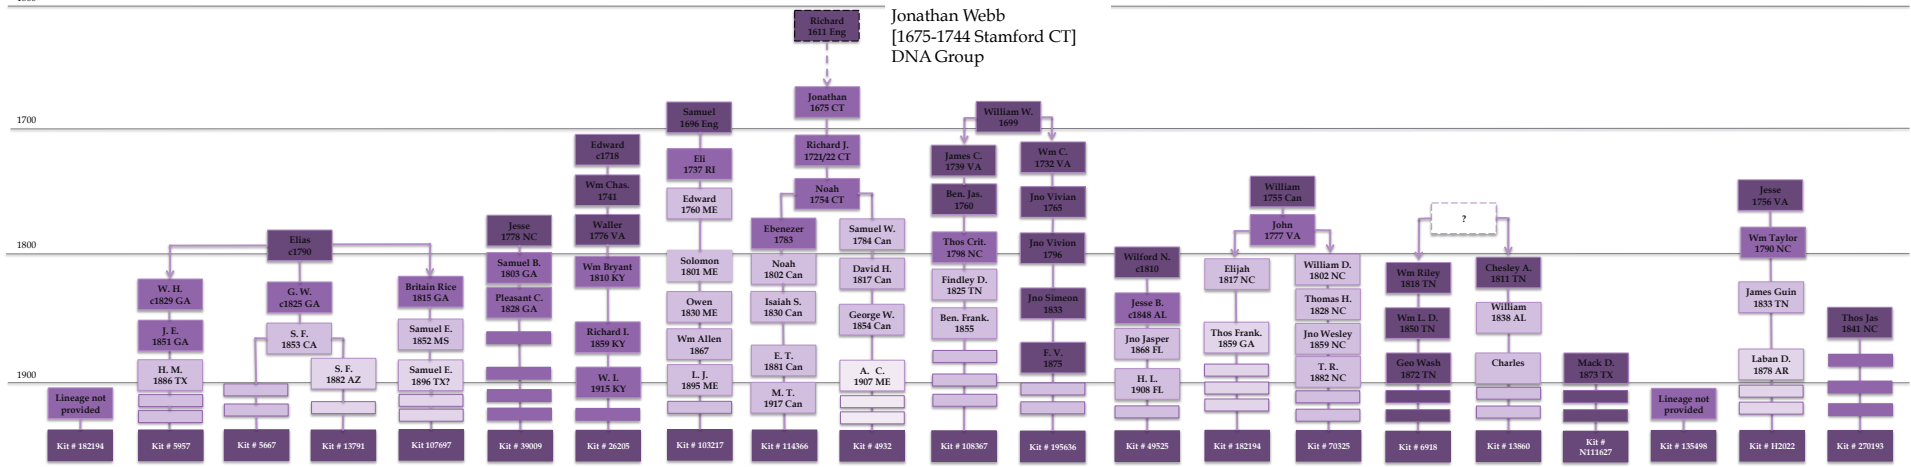 Jonathan Webb
[1675-1744 Stamford CT]
DNA Group
1700
1800
1900
Richard
1611 Eng
Jonathan
1675 CT
Richard J.
1721/22 CT
Noah
1754 CT
Lineage not
provided
Kit # 182194
Elias
c1790
W. H.
c1829 GA
J. E.
1851 GA
H. M.
1886 TX
Kit # 5957
G. W.
c1825 GA
S. F.
1853 CA
Kit # 5667
S. F.
1882 AZ
Kit # 13791
Britain Rice
1815 GA
Samuel E.
1852 MS
Samuel E.
1896 TX?
Kit 107697
Jesse
1778 NC
Samuel B.
1803 GA
Pleasant C.
1828 GA
Kit # 39009
Edward
c1718
Wm Chas.
1741
Waller
1776 VA
Wm Bryant
1810 KY
Richard I.
1859 KY
W. I.
1915 KY
Kit # 26205
Samuel
1696 Eng
Eli
1737 RI
Edward
1760 ME
Solomon
1801 ME
Owen
1830 ME
Wm Allen
1867
L. J.
1895 ME
Kit # 103217
Ebenezer
1783
Noah
1802 Can
Isaiah S.
1830 Can
E. T.
1881 Can
M. T.
1917 Can
Kit # 114366
Samuel W.
1784 Can
David H.
1817 Can
George W.
1854 Can
A. C.
1907 ME
Kit # 4932
William W.
1699
James C.
1739 VA
Ben. Jas.
1760
Thos Crit.
1798 NC
Findley D.
1825 TN
Ben. Frank.
1855
Kit # 108367
Wm C.
1732 VA
Jno Vivian
1765
Jno Vivion
1796
Jno Simeon
1833
F. V.
1875
Kit # 195636
Wilford N.
c1810
Jesse B.
c1848 AL
Jno Jasper
1868 FL
H. L.
1908 FL
Kit # 49525
William
1755 Can
John
1777 VA
Elijah
1817 NC
Thos Frank.
1859 GA
Kit # 182194
William D.
1802 NC
Thomas H.
1828 NC
Jno Wesley
1859 NC
T. R.
1882 NC
Kit # 70325
?
Wm Riley
1818 TN
Wm L. D.
1850 TN
Geo Wash
1872 TN
Kit # 6918
Chesley A.
1811 TN
William
1838 AL
Charles
Kit # 13860
Mack D.
1873 TX
Kit #
N111627
Lineage not
provided
Kit # 135498
Jesse
1756 VA
Wm Taylor
1790 NC
James Guin
1833 TN
Laban D.
1878 AR
Kit # H2022
Thos Jas
1841 NC
Kit # 270193